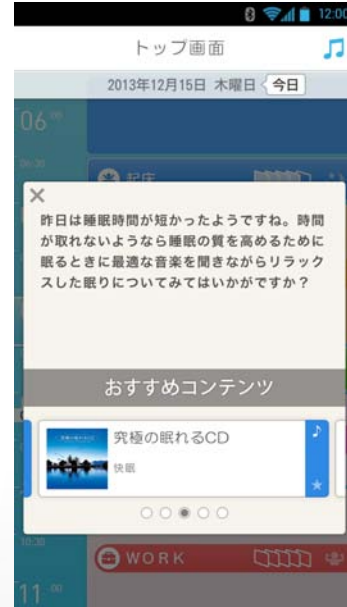 12:00
トップ画面
2013年12月15日 木曜日
今日
06 00
起床
昨日は睡眠時間が短かったようですね。時間
が取れないようなら睡眠の質を高めるために
眠るときに最適な音楽を聞きながらリラック
スした眠りについてみてはいかがですか？
おすすめコンテンツ
究極の眠れるCD
快眠
10:30
WORK
11 00